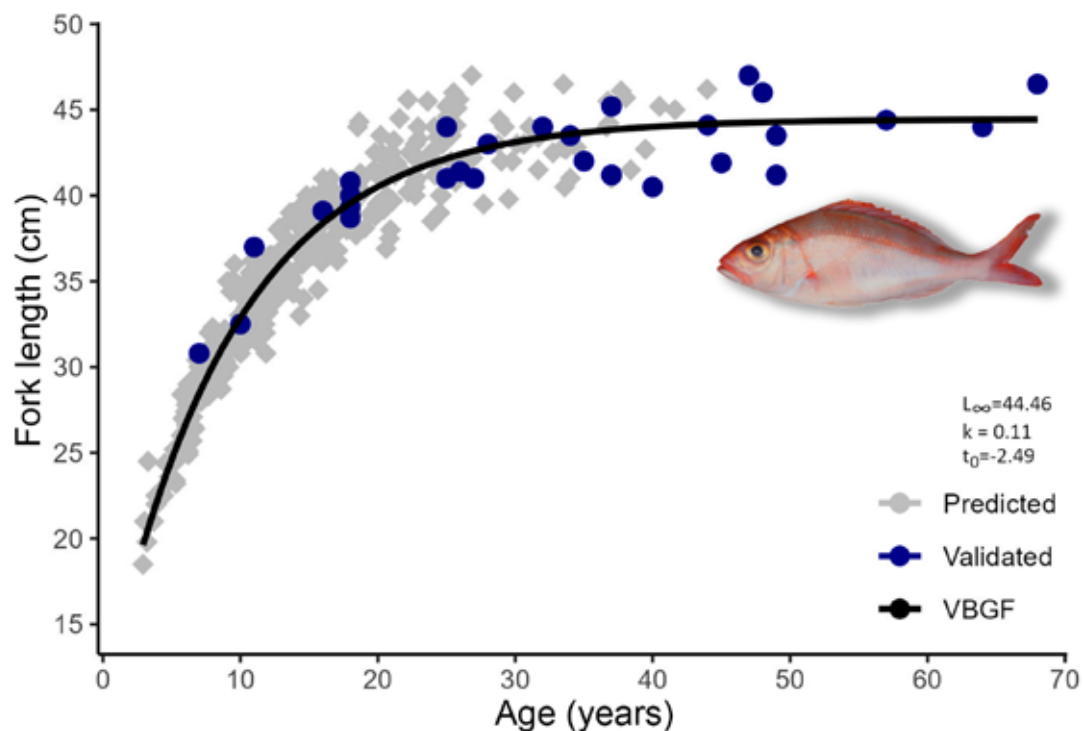 50
45
40
35
30
25
20
15
Fork length (cm)
0 10 20 30 40 50 60 70
Age (years)
L∞=44.46
k = 0.11
t₀=-2.49
Predicted
Validated
VBGF